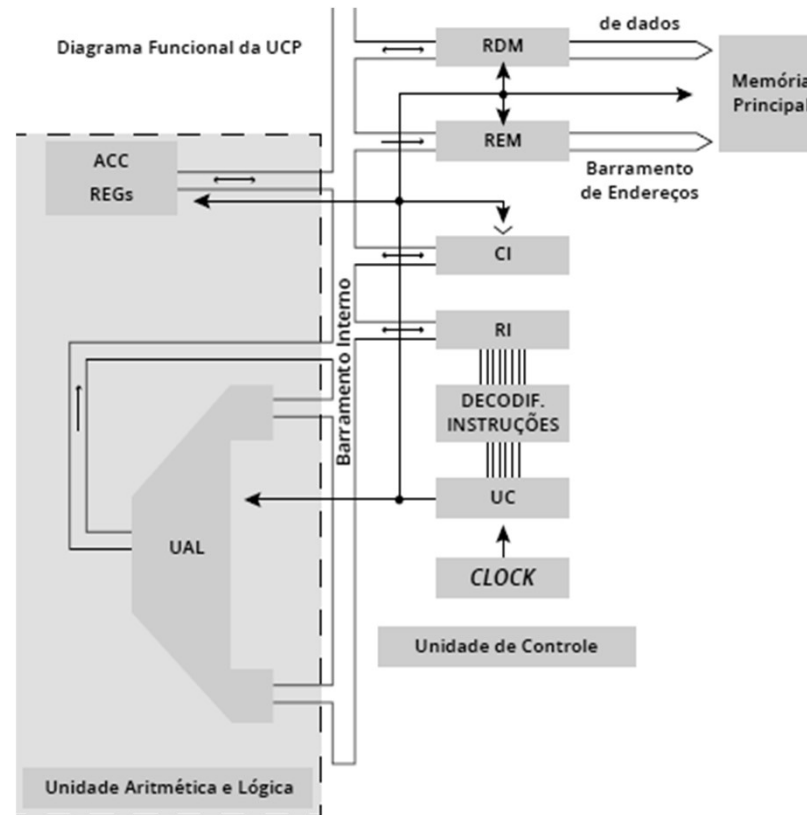 Diagrama Funcional da UCP
de dados
RDM
Memória
Principal
REM
Barramento
de Endereços
ACC
REGs
CI
Barramento Interno
RI
DECODIF.
INSTRUÇÕES
UC
UAL
CLOCK
Unidade de Controle
Unidade Aritmética e Lógica